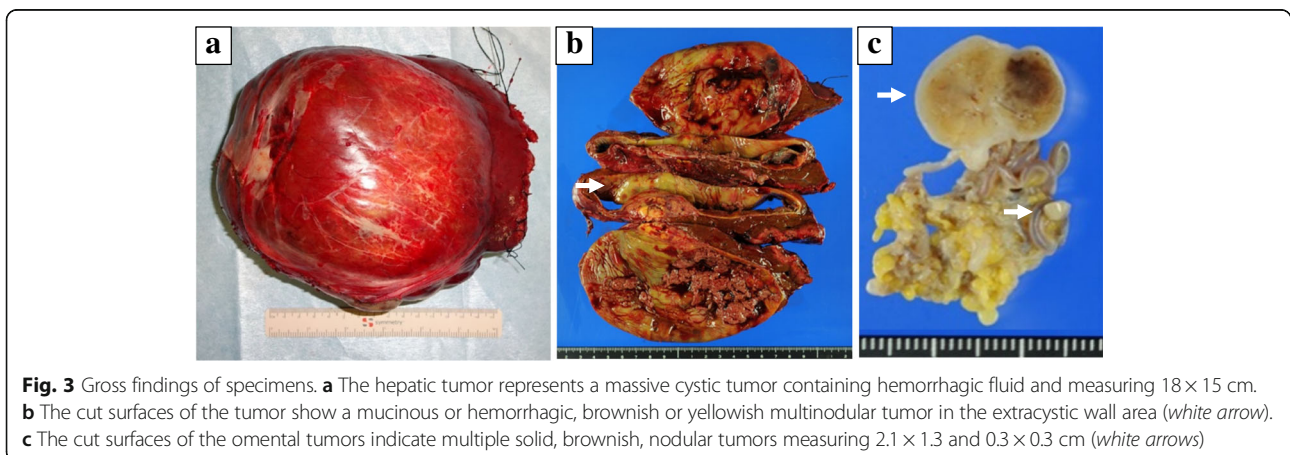 a
b
c
Fig. 3 Gross findings of specimens. a The hepatic tumor represents a massive cystic tumor containing hemorrhagic fluid and measuring 18 × 15 cm.
b The cut surfaces of the tumor show a mucinous or hemorrhagic, brownish or yellowish multinodular tumor in the extracystic wall area (white arrow).
c The cut surfaces of the omental tumors indicate multiple solid, brownish, nodular tumors measuring 2.1 × 1.3 and 0.3 × 0.3 cm (white arrows)